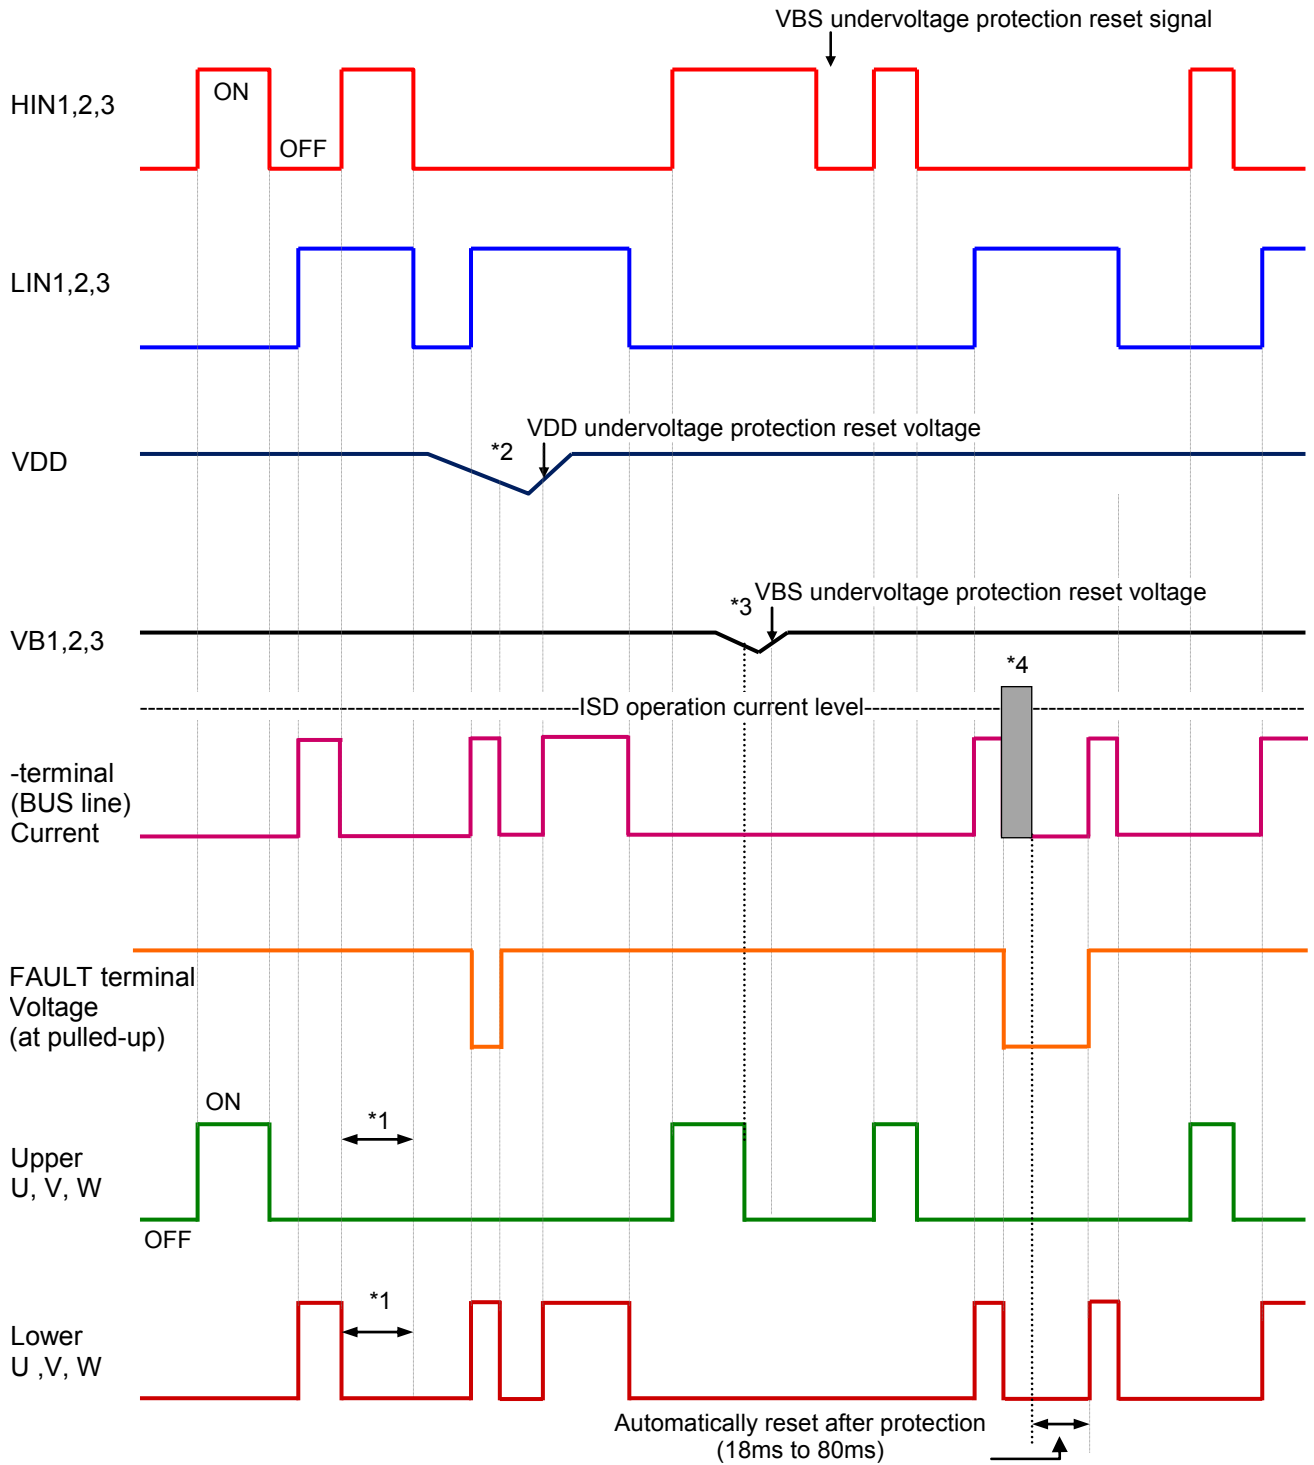 VBS undervoltage protection reset signal
HIN1,2,3
ON
OFF
LIN1,2,3
VDD undervoltage protection reset voltage
*2
VDD
VBS undervoltage protection reset voltage
*3
VB1,2,3
*4
ISD operation current level
-terminal
(BUS line)
Current
FAULT terminal
Voltage
(at pulled-up)
ON
*1
Upper
U, V, W
OFF
*1
Lower
U ,V, W
Automatically reset after protection
(18ms to 80ms)